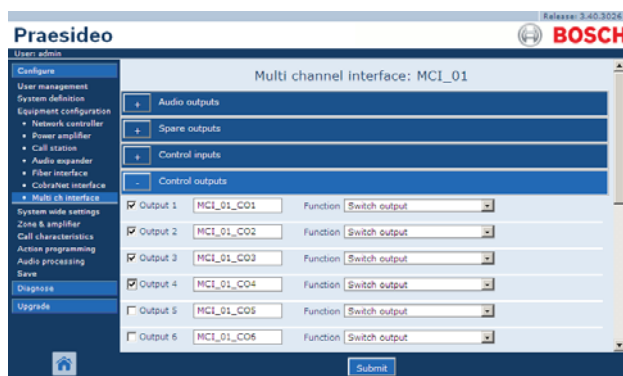 Release: 3.40.3026
Praesideo
BOSCH
User: admin
Configure
User management
System definition
Equipment configuration
• Network controller
• Power amplifier
• Call station
• Audio expander
• Fiber interface
• CobraNet interface
• Multi ch interface
System wide settings
Zone & amplifier
Call characteristics
Action programming
Audio processing
Save
Diagnose
Upgrade
Multi channel interface: MCI_01
+ Audio outputs
+ Spare outputs
+ Control inputs
- Control outputs
Output 1 MCI_01_CO1 Function Switch output
Output 2 MCI_01_CO2 Function Switch output
Output 3 MCI_01_CO3 Function Switch output
Output 4 MCI_01_CO4 Function Switch output
Output 5 MCI_01_CO5 Function Switch output
Output 6 MCI_01_CO6 Function Switch output
Submit